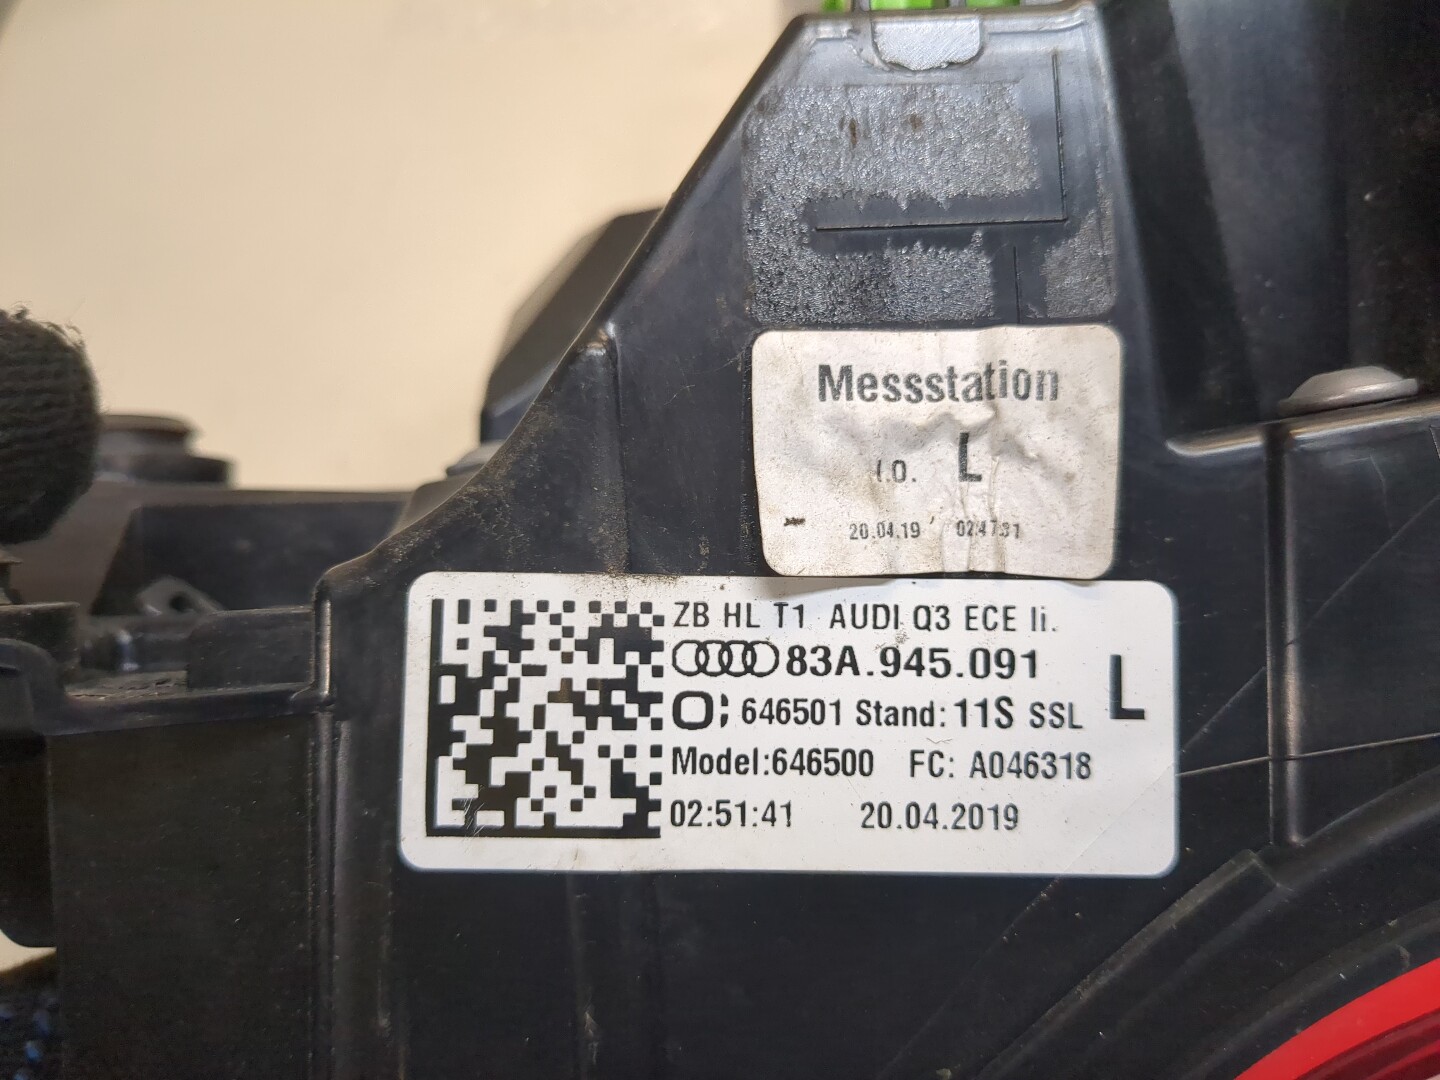 Messstation
I.O. L
20.04.19 02:47:31
ZB HL T1 AUDI Q3 ECE li.
83A.945.091
L
646501 Stand: 11S SSL
Model:646500 FC: A046318
02:51:41 20.04.2019